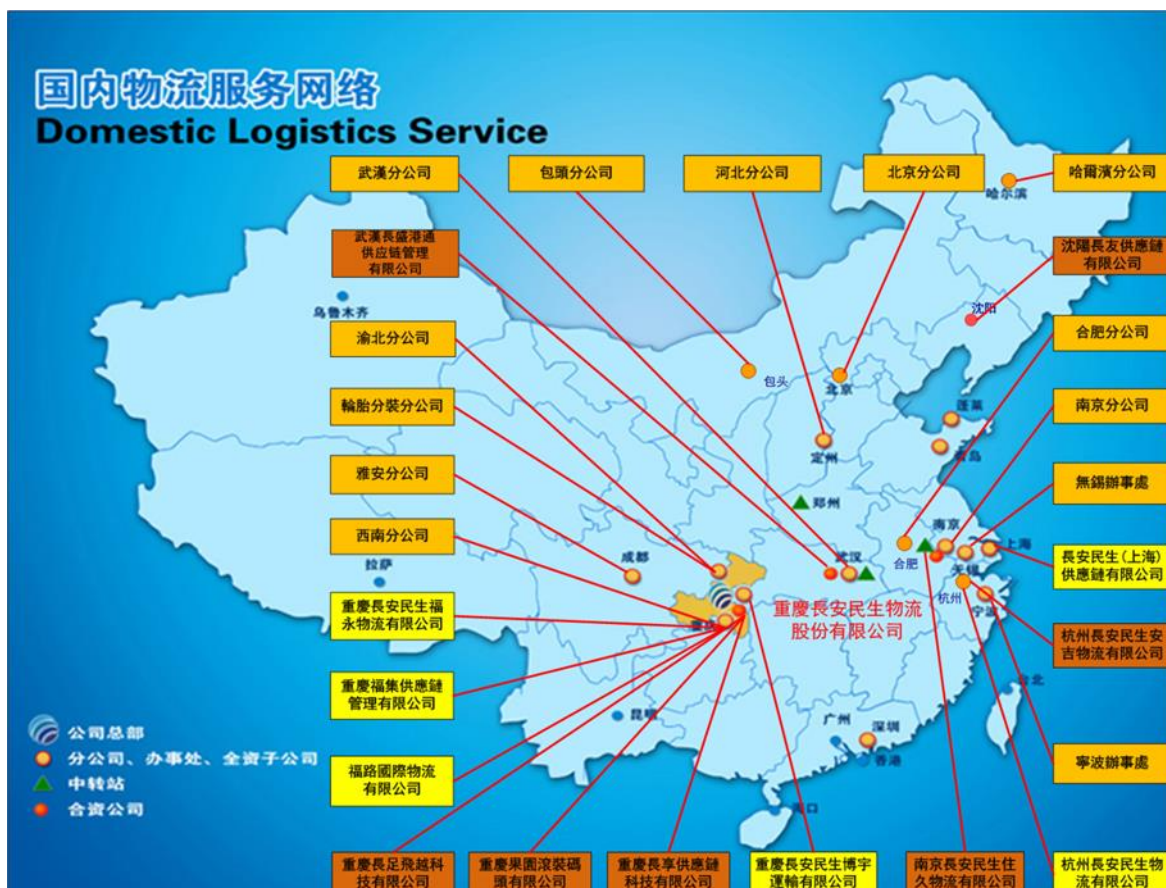 国内物流服务网络
Domestic Logistics Service
武漢分公司
包頭分公司
河北分公司
北京分公司
哈爾濱分公司
哈尔滨
武漢長盛港通
供应链管理
有限公司
沈陽長友供應鏈
有限公司
乌鲁木齐
沈阳
渝北分公司
合肥分公司
包头
北京
輪胎分裝分公司
南京分公司
蓬莱
定州
青岛
雅安分公司
無錫辦事處
郑州
西南分公司
南京
上海
成都
武汉
合肥
无锡
拉萨
長安民生(上海)
供應鏈有限公司
杭州
宁波
重慶長安民生福
永物流有限公司
重慶長安民生物流
股份有限公司
重庆
杭州長安民生安
吉物流有限公司
重慶福集供應鏈
管理有限公司
台北
昆明
广州
深圳
香港
公司总部
分公司、办事处、全资子公司
中转站
合资公司
福路國際物流
有限公司
寧波辦事處
海口
重慶長足飛越科
技有限公司
重慶果園滾裝碼
頭有限公司
重慶長享供應鏈
科技有限公司
重慶長安民生博宇
運輸有限公司
南京長安民生住
久物流有限公司
杭州長安民生物
流有限公司